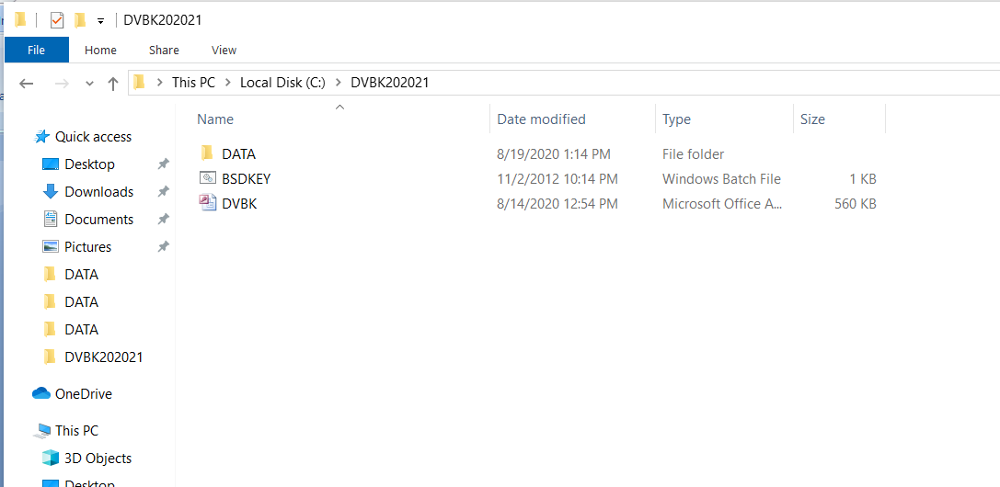 DVBK202021
File Home Share View
This PC Local Disk (C:) DVBK202021
Name Date modified Type Size
Quick access
Desktop
Downloads
Documents
Pictures
DATA
DATA
DATA
DVBK202021
OneDrive
This PC
3D Objects
Desktop
DATA 8/19/2020 1:14 PM File folder
BSDKEY 11/2/2012 10:14 PM Windows Batch File 1 KB
DVBK 8/14/2020 12:54 PM Microsoft Office A... 560 KB